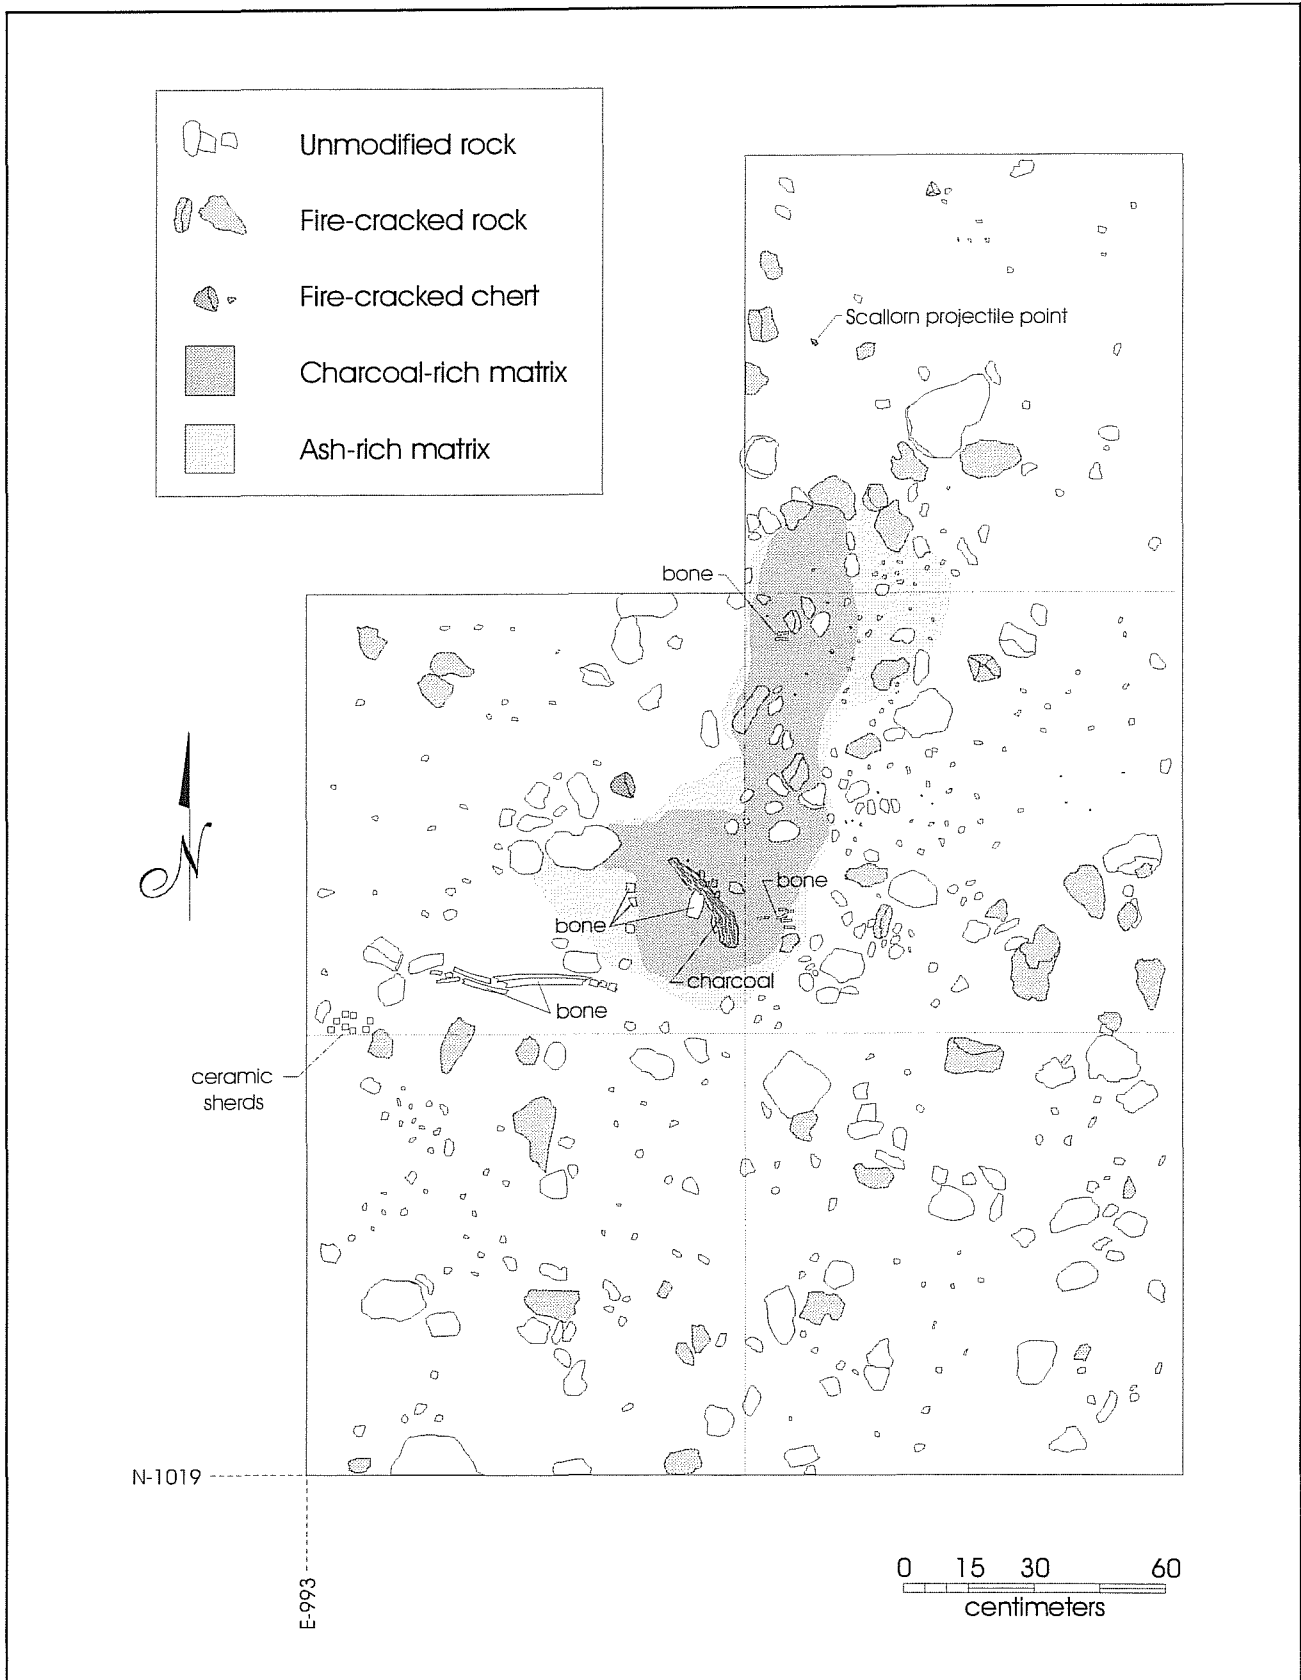 Unmodified rock
Fire-cracked rock
Fire-cracked chert
Charcoal-rich matrix
Ash-rich matrix
Scallorn projectile point
bone
N
bone
bone
charcoal
bone
ceramic
sherds
N-1019
E-993
0 15 30 60
centimeters